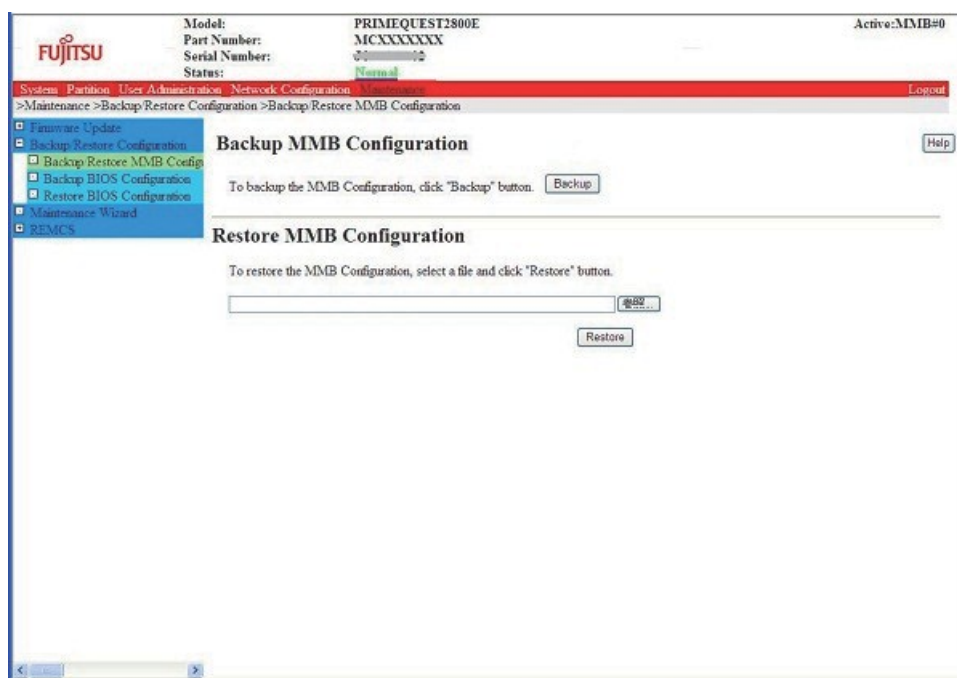 FUJITSU
Model: PRIMEQUEST2800E Active:MMB#0
Part Number: MCXXXXXXX
Serial Number:
Status: Normal
System Partition User Administration Network Configuration Maintenance Logout
>Maintenance >Backup/Restore Configuration >Backup/Restore MMB Configuration
Firmware Update
Backup/Restore Configuration
Backup Restore MMB Config
Backup BIOS Configuration
Restore BIOS Configuration
Maintenance Wizard
REMCS
Backup MMB Configuration
Help
To backup the MMB Configuration, click "Backup" button. Backup
Restore MMB Configuration
To restore the MMB Configuration, select a file and click "Restore" button.
参照...
Restore